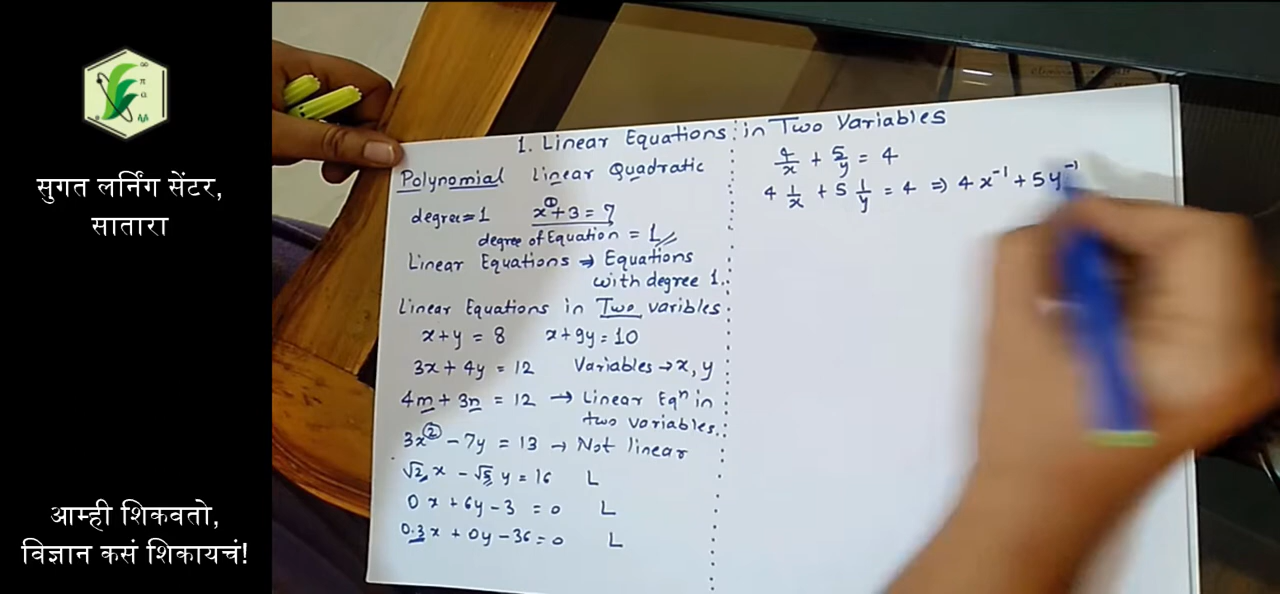 सुगत लर्निंग सेंटर,
सातारा
आम्ही शिकवतो,
विज्ञान कसं शिकायचं!
1. Linear Equations in Two Variables
Polynomial Linear Quadratic
degree = 1 x¹ + 3 = 7
degree of Equation = 1
Linear Equations → Equations
with degree 1.
Linear Equations in Two varibles
x + y = 8 x + 9y = 10
3x + 4y = 12 Variables → x, y
4m + 3n = 12 → Linear Eqⁿ in
two variables.
3x² - 7y = 13 → Not linear
√2 x - √5 y = 16 L
0x + 6y - 3 = 0 L
0.3x + 0y - 36 = 0 L
4/x + 5/y = 4
4 1/x + 5 1/y = 4 ⇒ 4x⁻¹ + 5y⁻¹